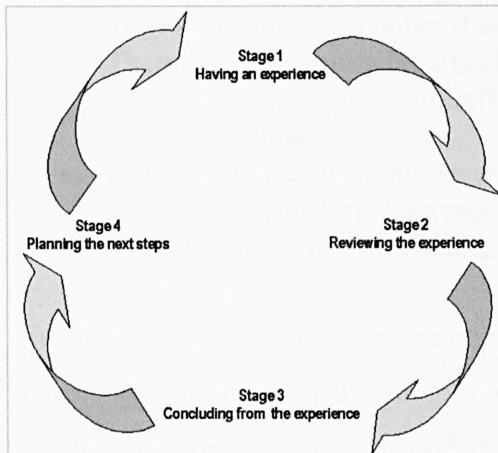 Stage 1
Having an experience
Stage 2
Reviewing the experience
Stage 3
Concluding from the experience
Stage 4
Planning the next steps